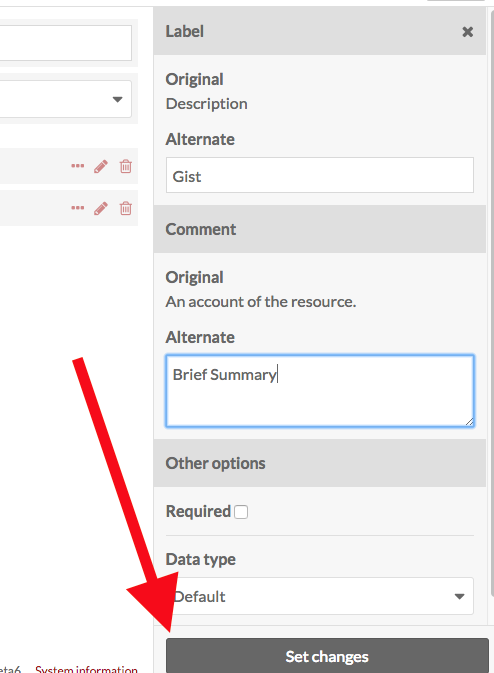 Label
Original
Description
Alternate
Gist
Comment
Original
An account of the resource.
Alternate
Brief Summary
Other options
Required
Data type
Default
Set changes
System information